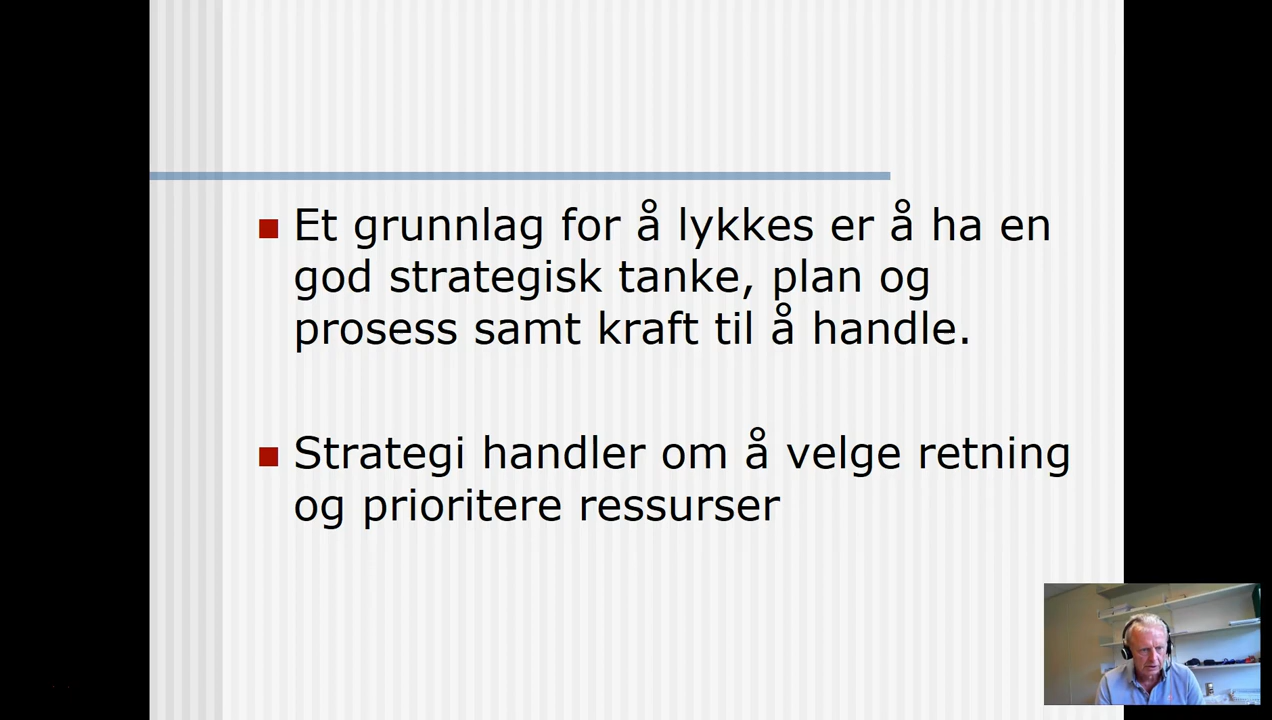 Et grunnlag for å lykkes er å ha en
god strategisk tanke, plan og
prosess samt kraft til å handle.
Strategi handler om å velge retning
og prioritere ressurser